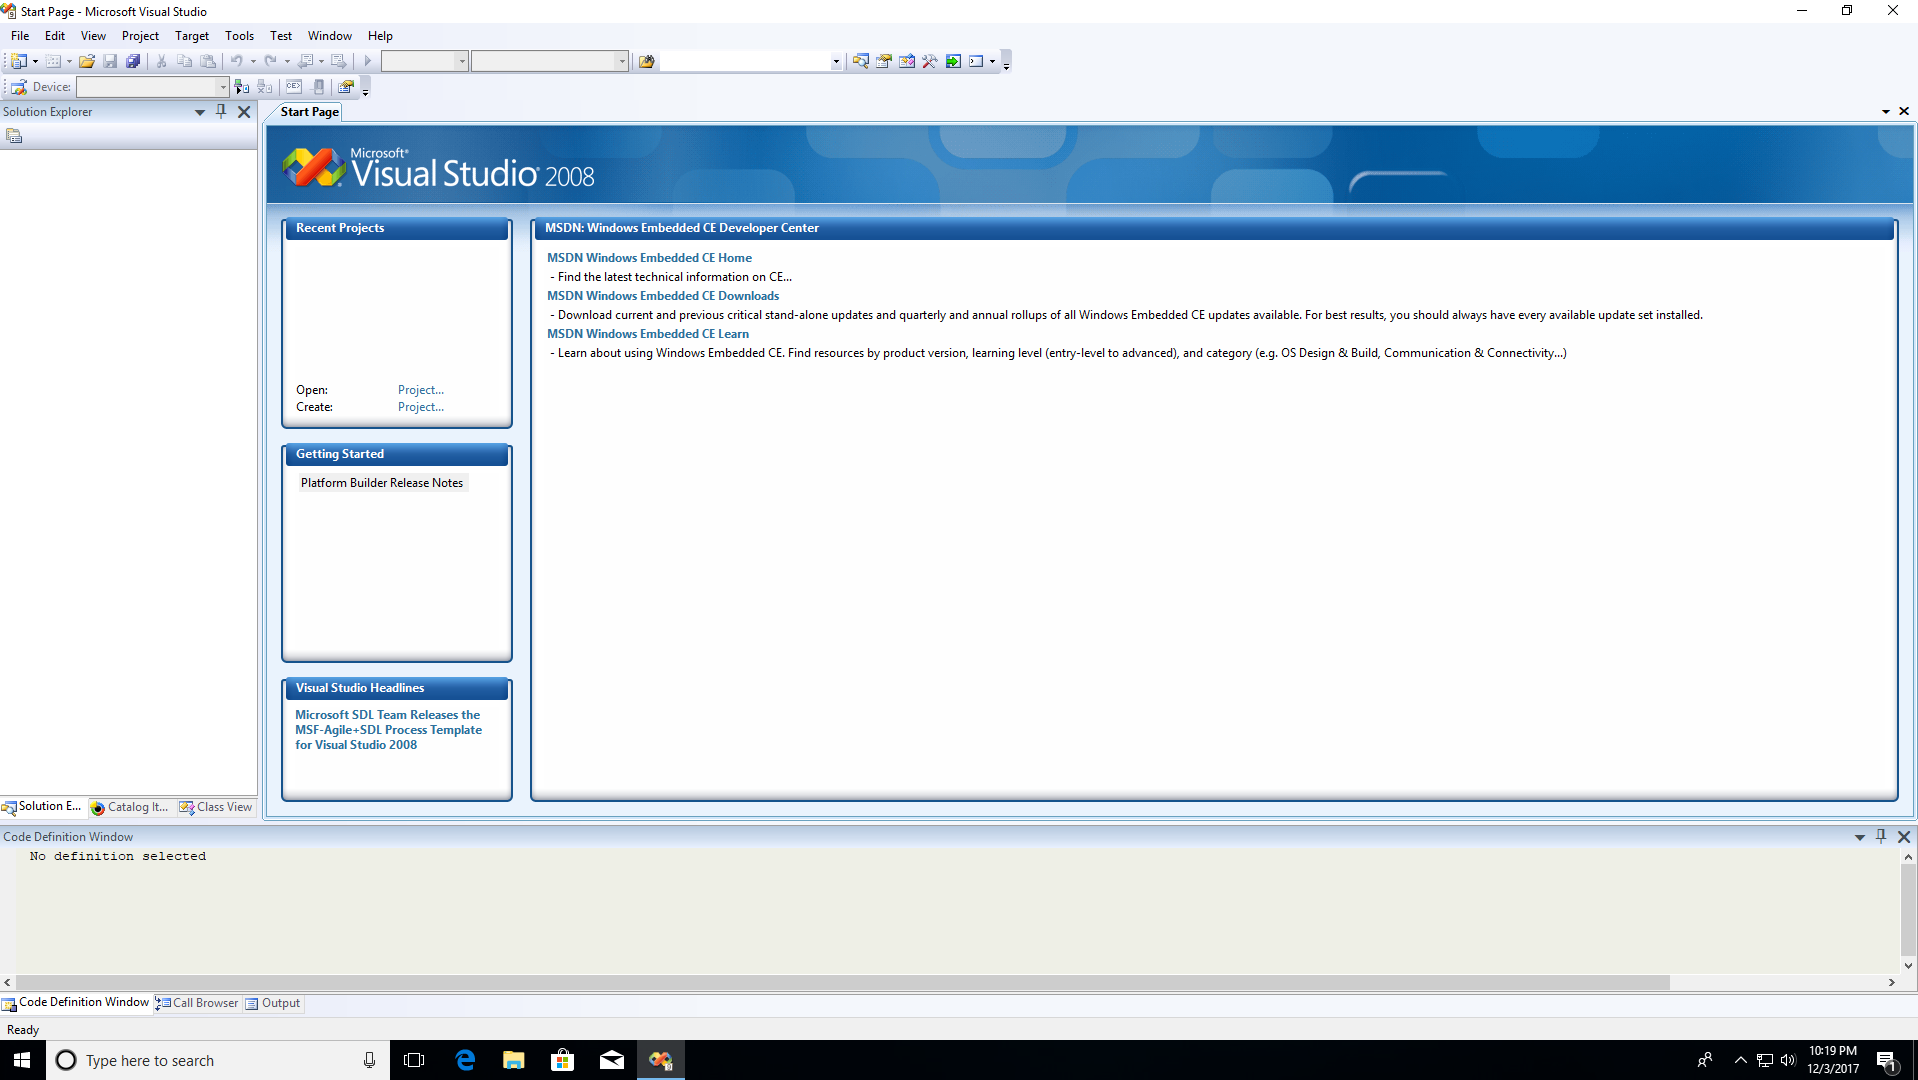 Start Page - Microsoft Visual Studio
File Edit View Project Target Tools Test Window Help
Device:
Solution Explorer
Start Page
Microsoft®
Visual Studio® 2008
Recent Projects
Open: Project...
Create: Project...
Getting Started
Platform Builder Release Notes
Visual Studio Headlines
Microsoft SDL Team Releases the
MSF-Agile+SDL Process Template
for Visual Studio 2008
MSDN: Windows Embedded CE Developer Center
MSDN Windows Embedded CE Home
- Find the latest technical information on CE...
MSDN Windows Embedded CE Downloads
- Download current and previous critical stand-alone updates and quarterly and annual rollups of all Windows Embedded CE updates available. For best results, you should always have every available update set installed.
MSDN Windows Embedded CE Learn
- Learn about using Windows Embedded CE. Find resources by product version, learning level (entry-level to advanced), and category (e.g. OS Design & Build, Communication & Connectivity...)
Solution E... Catalog It... Class View
Code Definition Window
No definition selected
Code Definition Window Call Browser Output
Ready
Type here to search
10:19 PM
12/3/2017
1